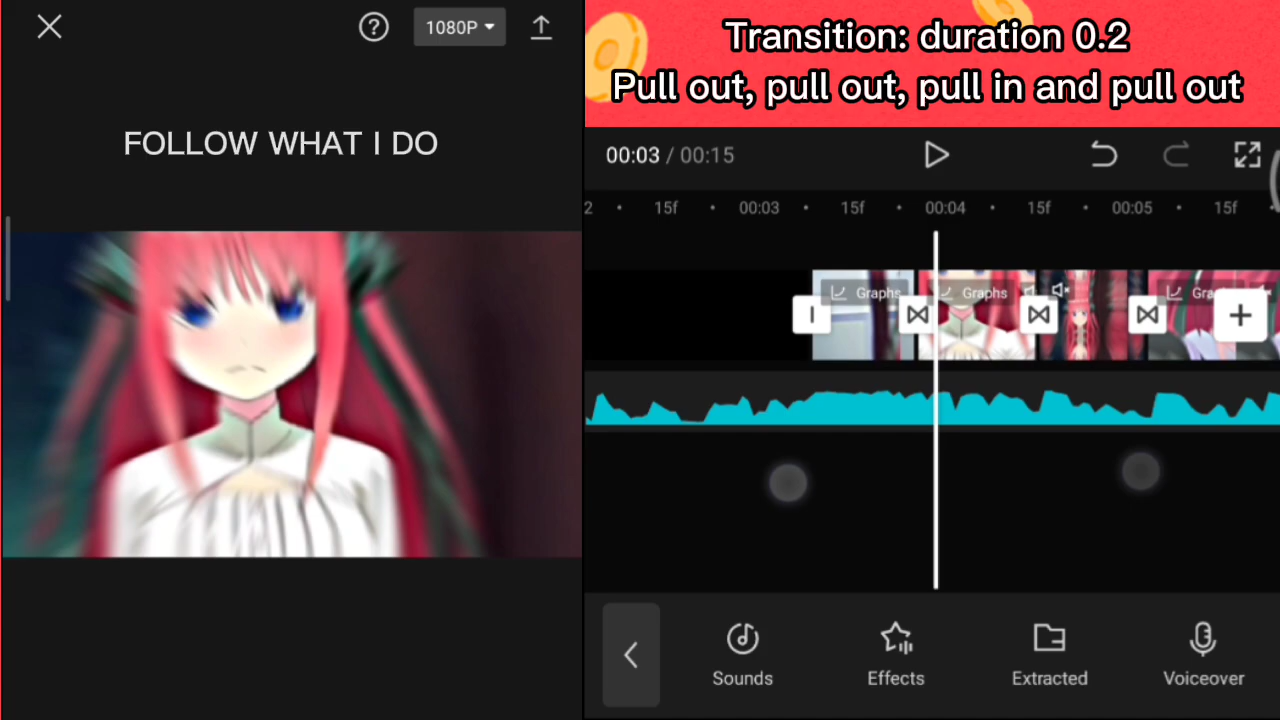 1080P
FOLLOW WHAT I DO
Transition: duration 0.2
Pull out, pull out, pull in and pull out
00:03 / 00:15
2 15f 00:03 15f 00:04 15f 00:05 15f
Graphs Graphs Gra
Sounds Effects Extracted Voiceover